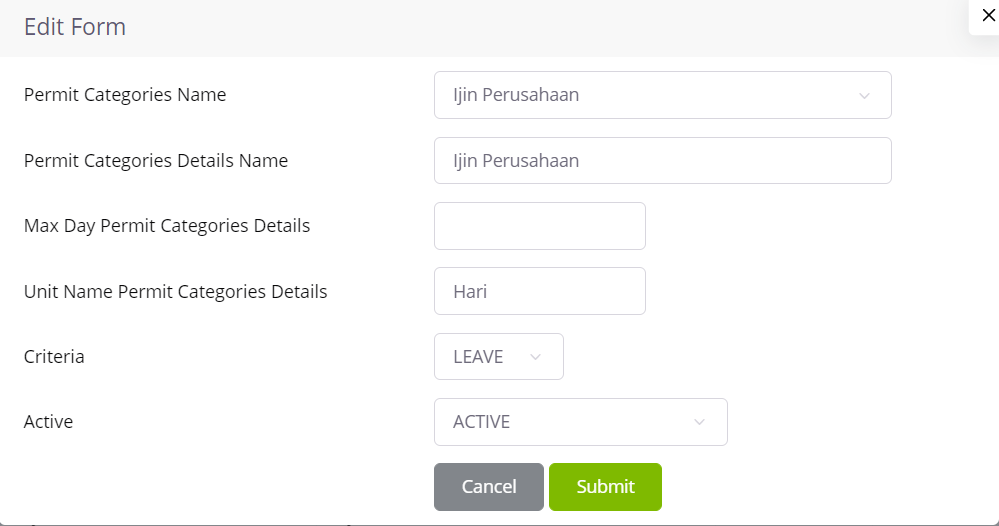 Edit Form
Permit Categories Name
Ijin Perusahaan
Permit Categories Details Name
Ijin Perusahaan
Max Day Permit Categories Details
Unit Name Permit Categories Details
Hari
Criteria
LEAVE
Active
ACTIVE
Cancel
Submit